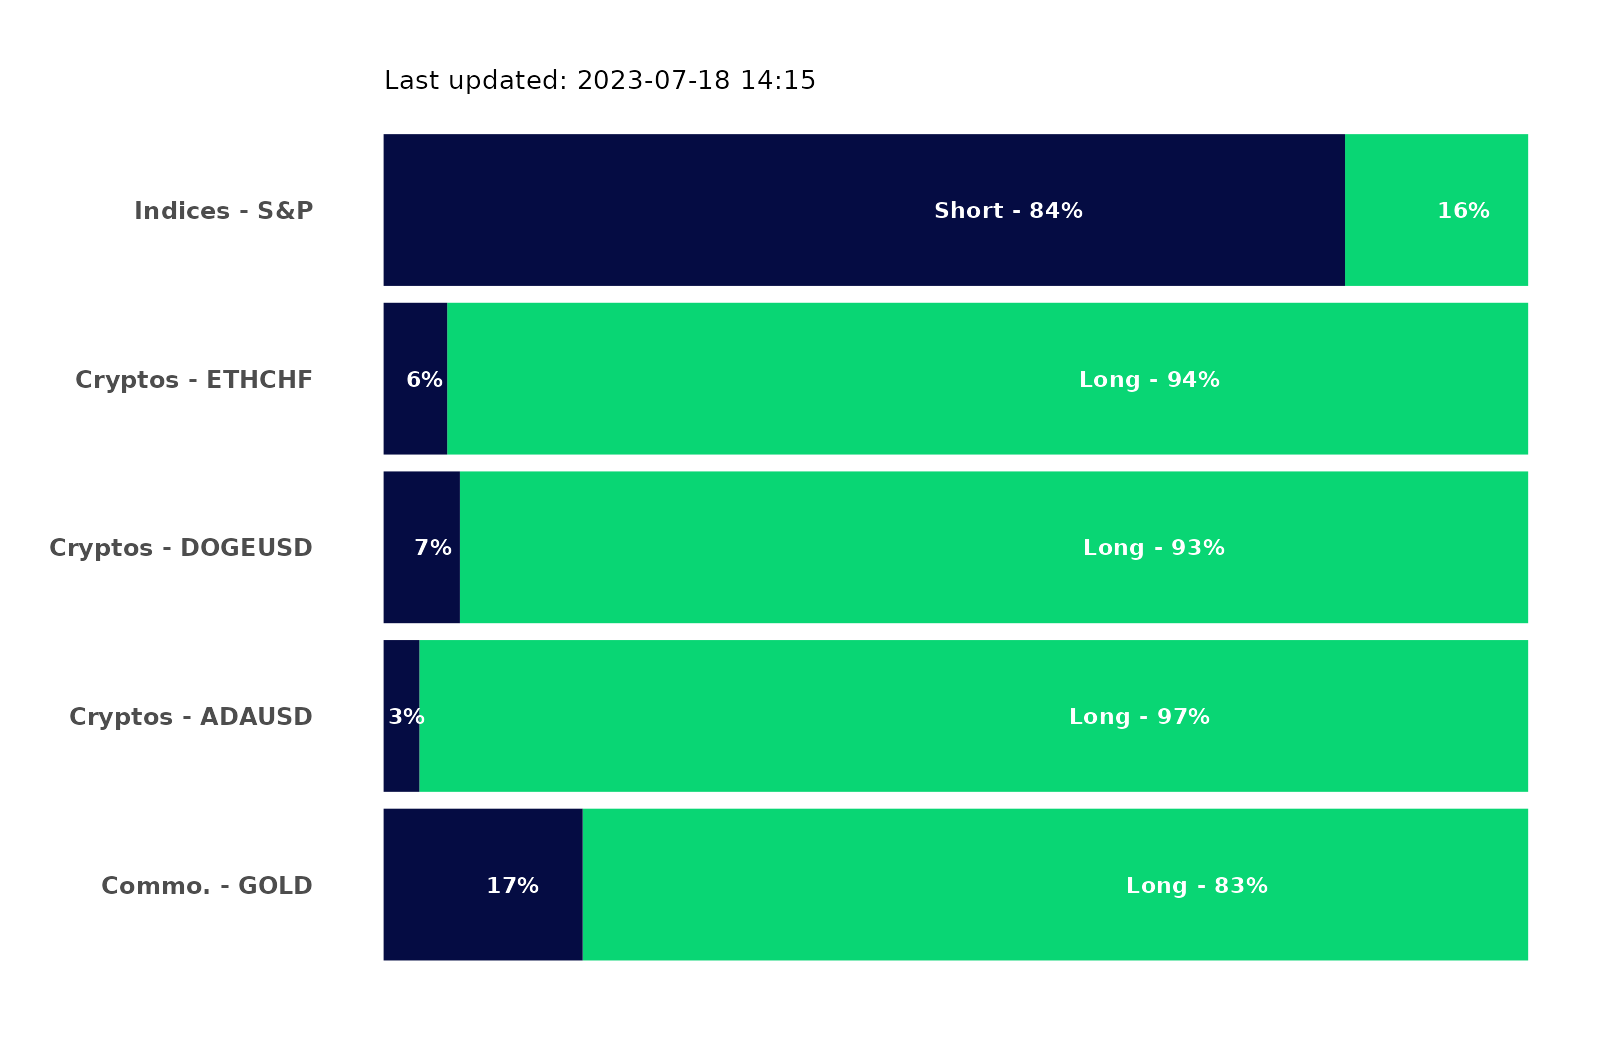 Last updated: 2023-07-18 14:15
Indices - S&P Short - 84% 16%
Cryptos - ETHCHF 6% Long - 94%
Cryptos - DOGEUSD 7% Long - 93%
Cryptos - ADAUSD 3% Long - 97%
Commo. - GOLD 17% Long - 83%